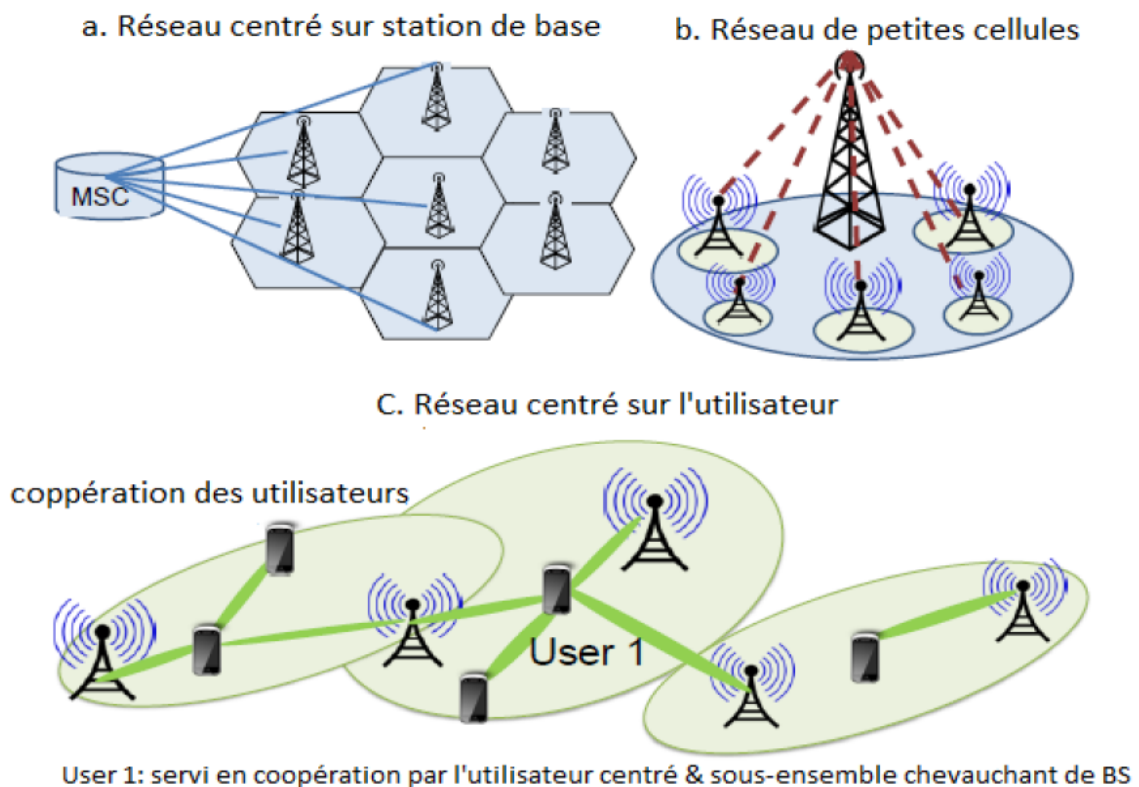 a. Réseau centré sur station de base
b. Réseau de petites cellules
MSC
C. Réseau centré sur l'utilisateur
coppération des utilisateurs
User 1
User 1: servi en coopération par l'utilisateur centré & sous-ensemble chevauchant de BS